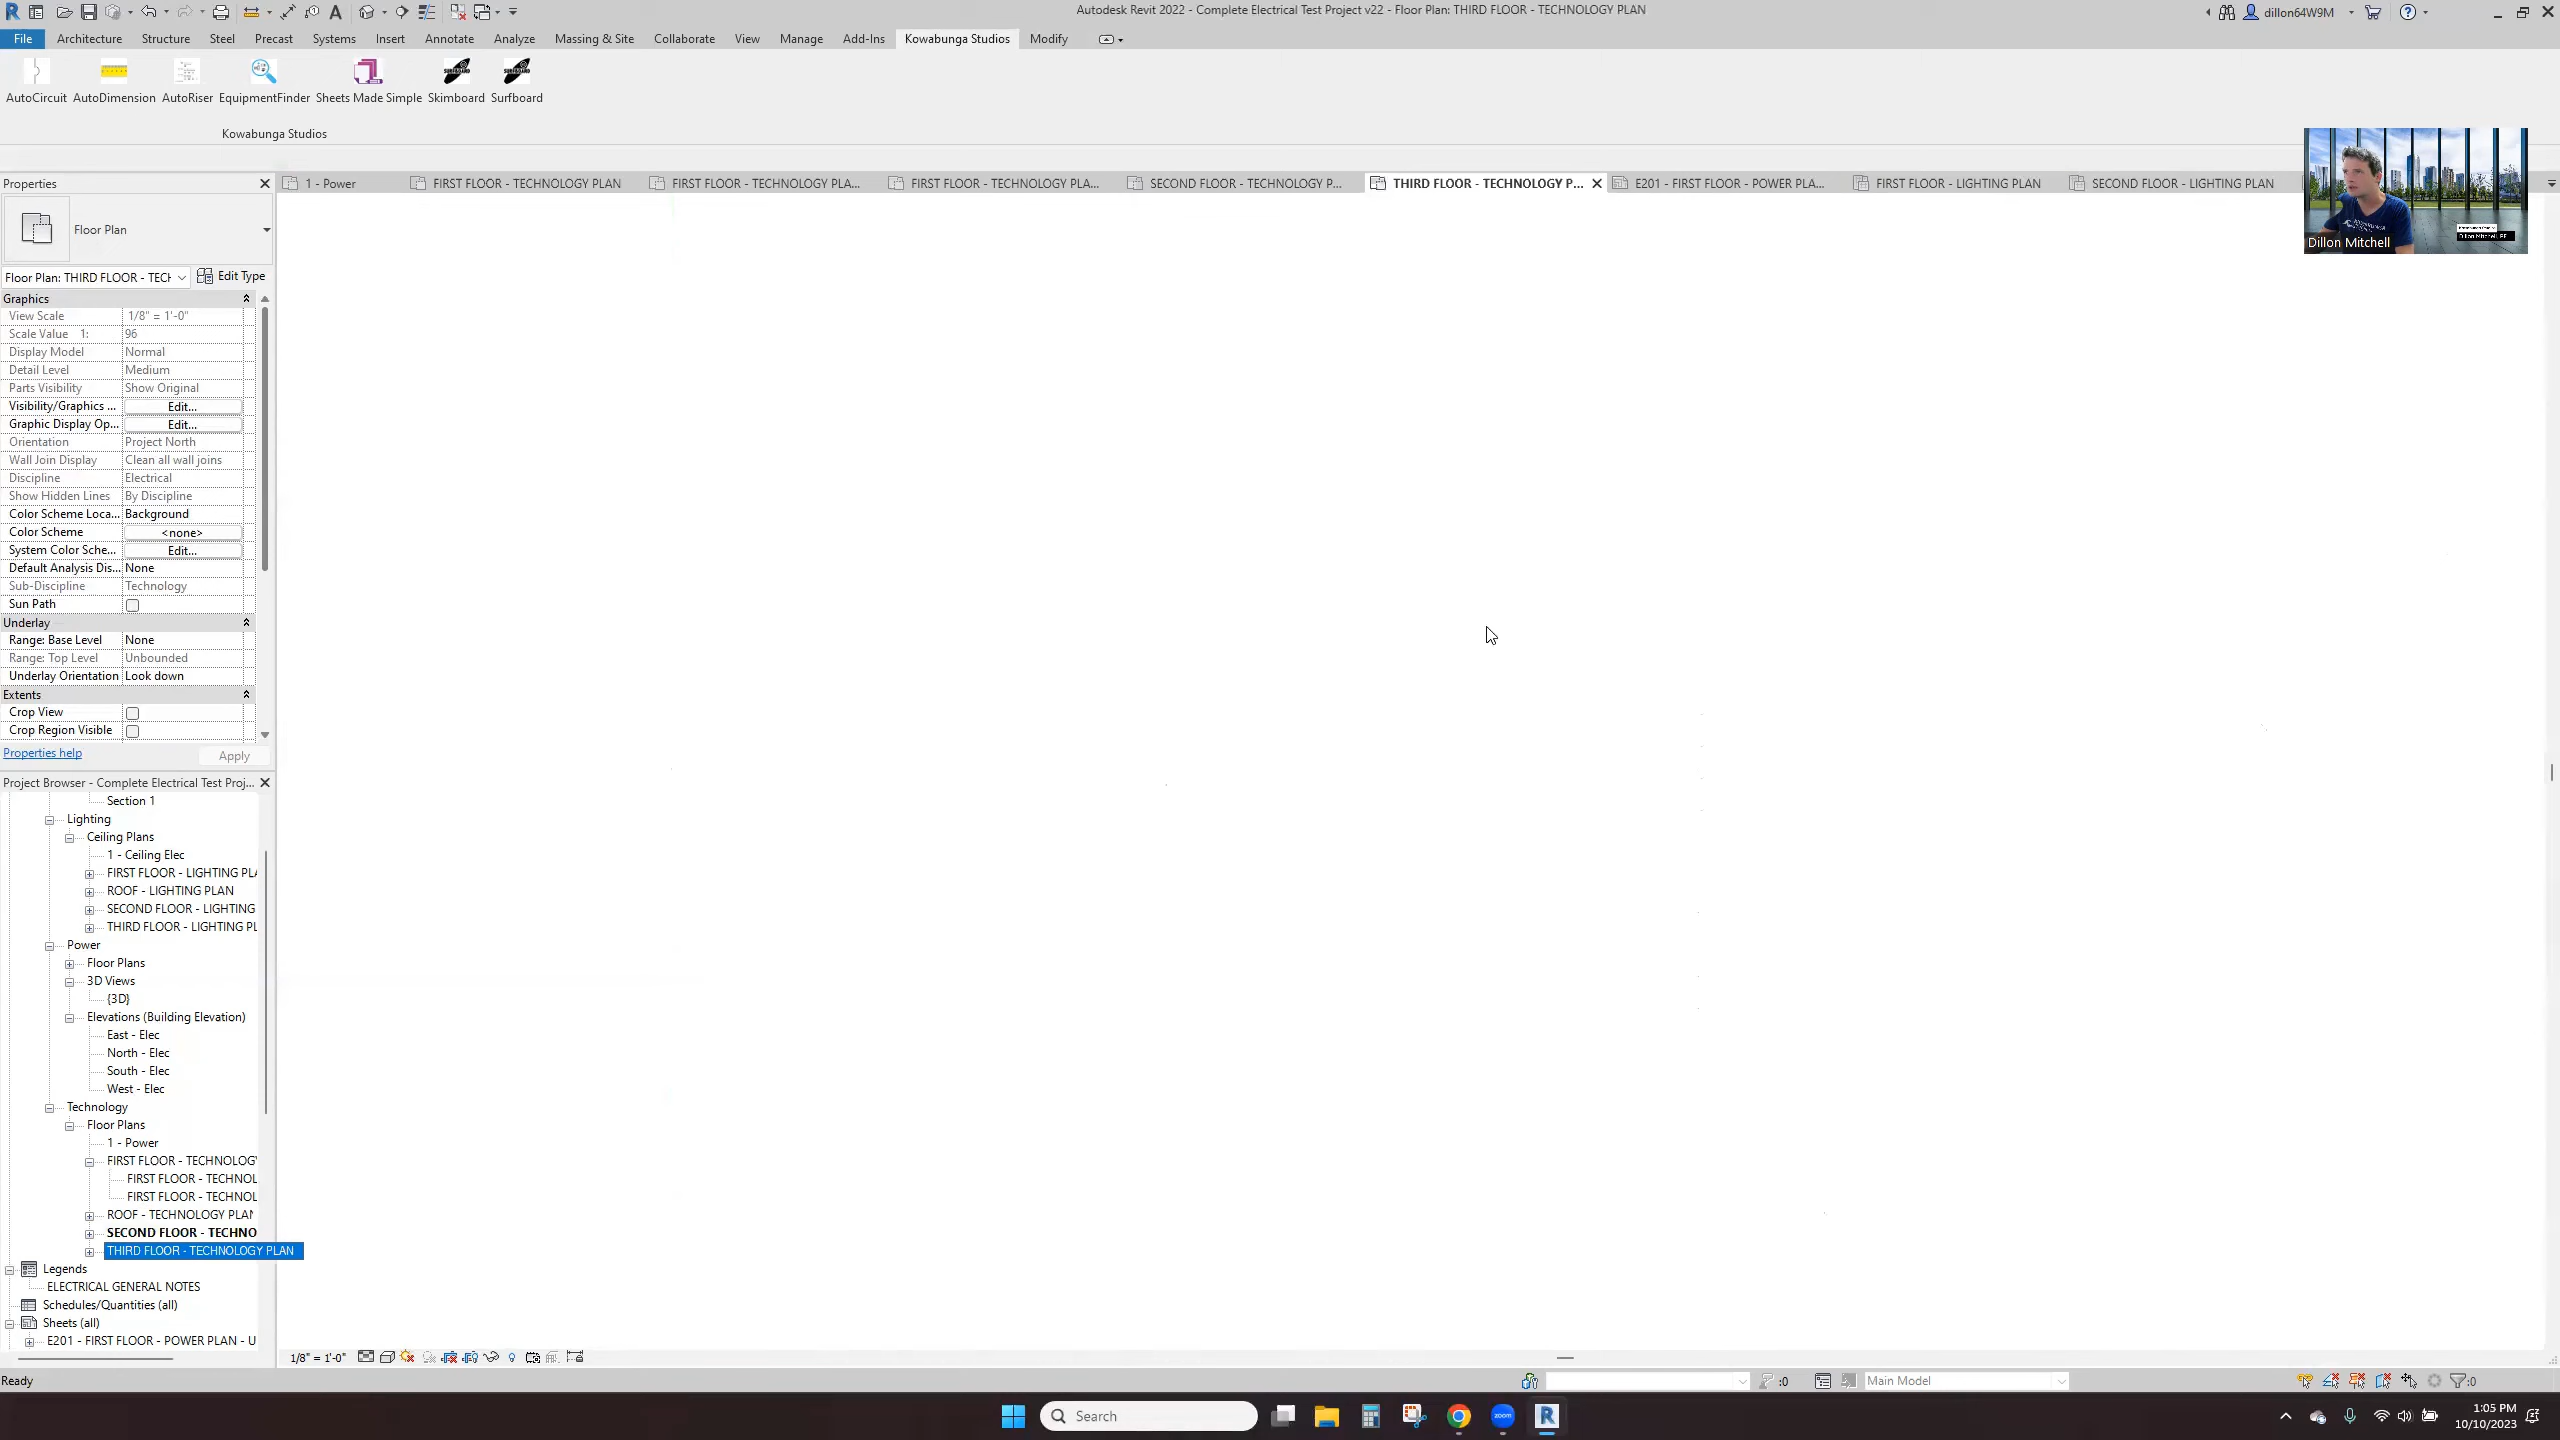 Autodesk Revit 2022 - Complete Electrical Test Project v22 - Floor Plan: THIRD FLOOR - TECHNOLOGY PLAN
dillon64W9M
File Architecture Structure Steel Precast Systems Insert Annotate Analyze Massing & Site Collaborate View Manage Add-Ins Kowabunga Studios Modify
AutoCircuit AutoDimension AutoRiser EquipmentFinder Sheets Made Simple Skimboard Surfboard
Kowabunga Studios
Properties
1 - Power
FIRST FLOOR - TECHNOLOGY PLAN
FIRST FLOOR - TECHNOLOGY PLA...
FIRST FLOOR - TECHNOLOGY PLA...
SECOND FLOOR - TECHNOLOGY P...
THIRD FLOOR - TECHNOLOGY P...
E201 - FIRST FLOOR - POWER PLA...
FIRST FLOOR - LIGHTING PLAN
SECOND FLOOR - LIGHTING PLAN
Dillon Mitchell
Floor Plan
Floor Plan: THIRD FLOOR - TECH
Edit Type
Graphics
View Scale 1/8" = 1'-0"
Scale Value 1: 96
Display Model Normal
Detail Level Medium
Parts Visibility Show Original
Visibility/Graphics ... Edit...
Graphic Display Op... Edit...
Orientation Project North
Wall Join Display Clean all wall joins
Discipline Electrical
Show Hidden Lines By Discipline
Color Scheme Loca... Background
Color Scheme <none>
System Color Sche... Edit...
Default Analysis Dis... None
Sub-Discipline Technology
Sun Path
Underlay
Range: Base Level None
Range: Top Level Unbounded
Underlay Orientation Look down
Extents
Crop View
Crop Region Visible
Properties help
Apply
Project Browser - Complete Electrical Test Proj...
Section 1
Lighting
Ceiling Plans
1 - Ceiling Elec
FIRST FLOOR - LIGHTING PLA
ROOF - LIGHTING PLAN
SECOND FLOOR - LIGHTING
THIRD FLOOR - LIGHTING PL
Power
Floor Plans
3D Views
{3D}
Elevations (Building Elevation)
East - Elec
North - Elec
South - Elec
West - Elec
Technology
Floor Plans
1 - Power
FIRST FLOOR - TECHNOLOG
FIRST FLOOR - TECHNOL
FIRST FLOOR - TECHNOL
ROOF - TECHNOLOGY PLAN
SECOND FLOOR - TECHNO
THIRD FLOOR - TECHNOLOGY PLAN
Legends
ELECTRICAL GENERAL NOTES
Schedules/Quantities (all)
Sheets (all)
E201 - FIRST FLOOR - POWER PLAN - U
1/8" = 1'-0"
Ready
:0
Main Model
:0
Search
zoom
1:05 PM
10/10/2023